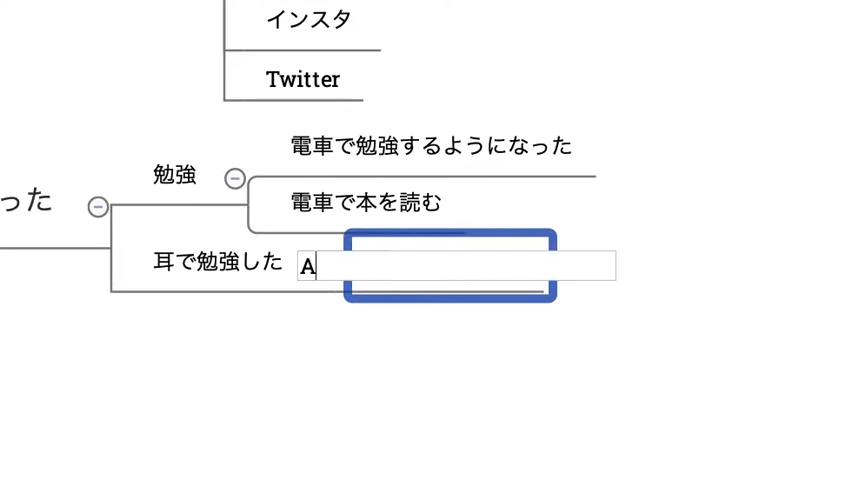 インスタ
Twitter
電車で勉強するようになった
勉強
った
電車で本を読む
耳で勉強した
A